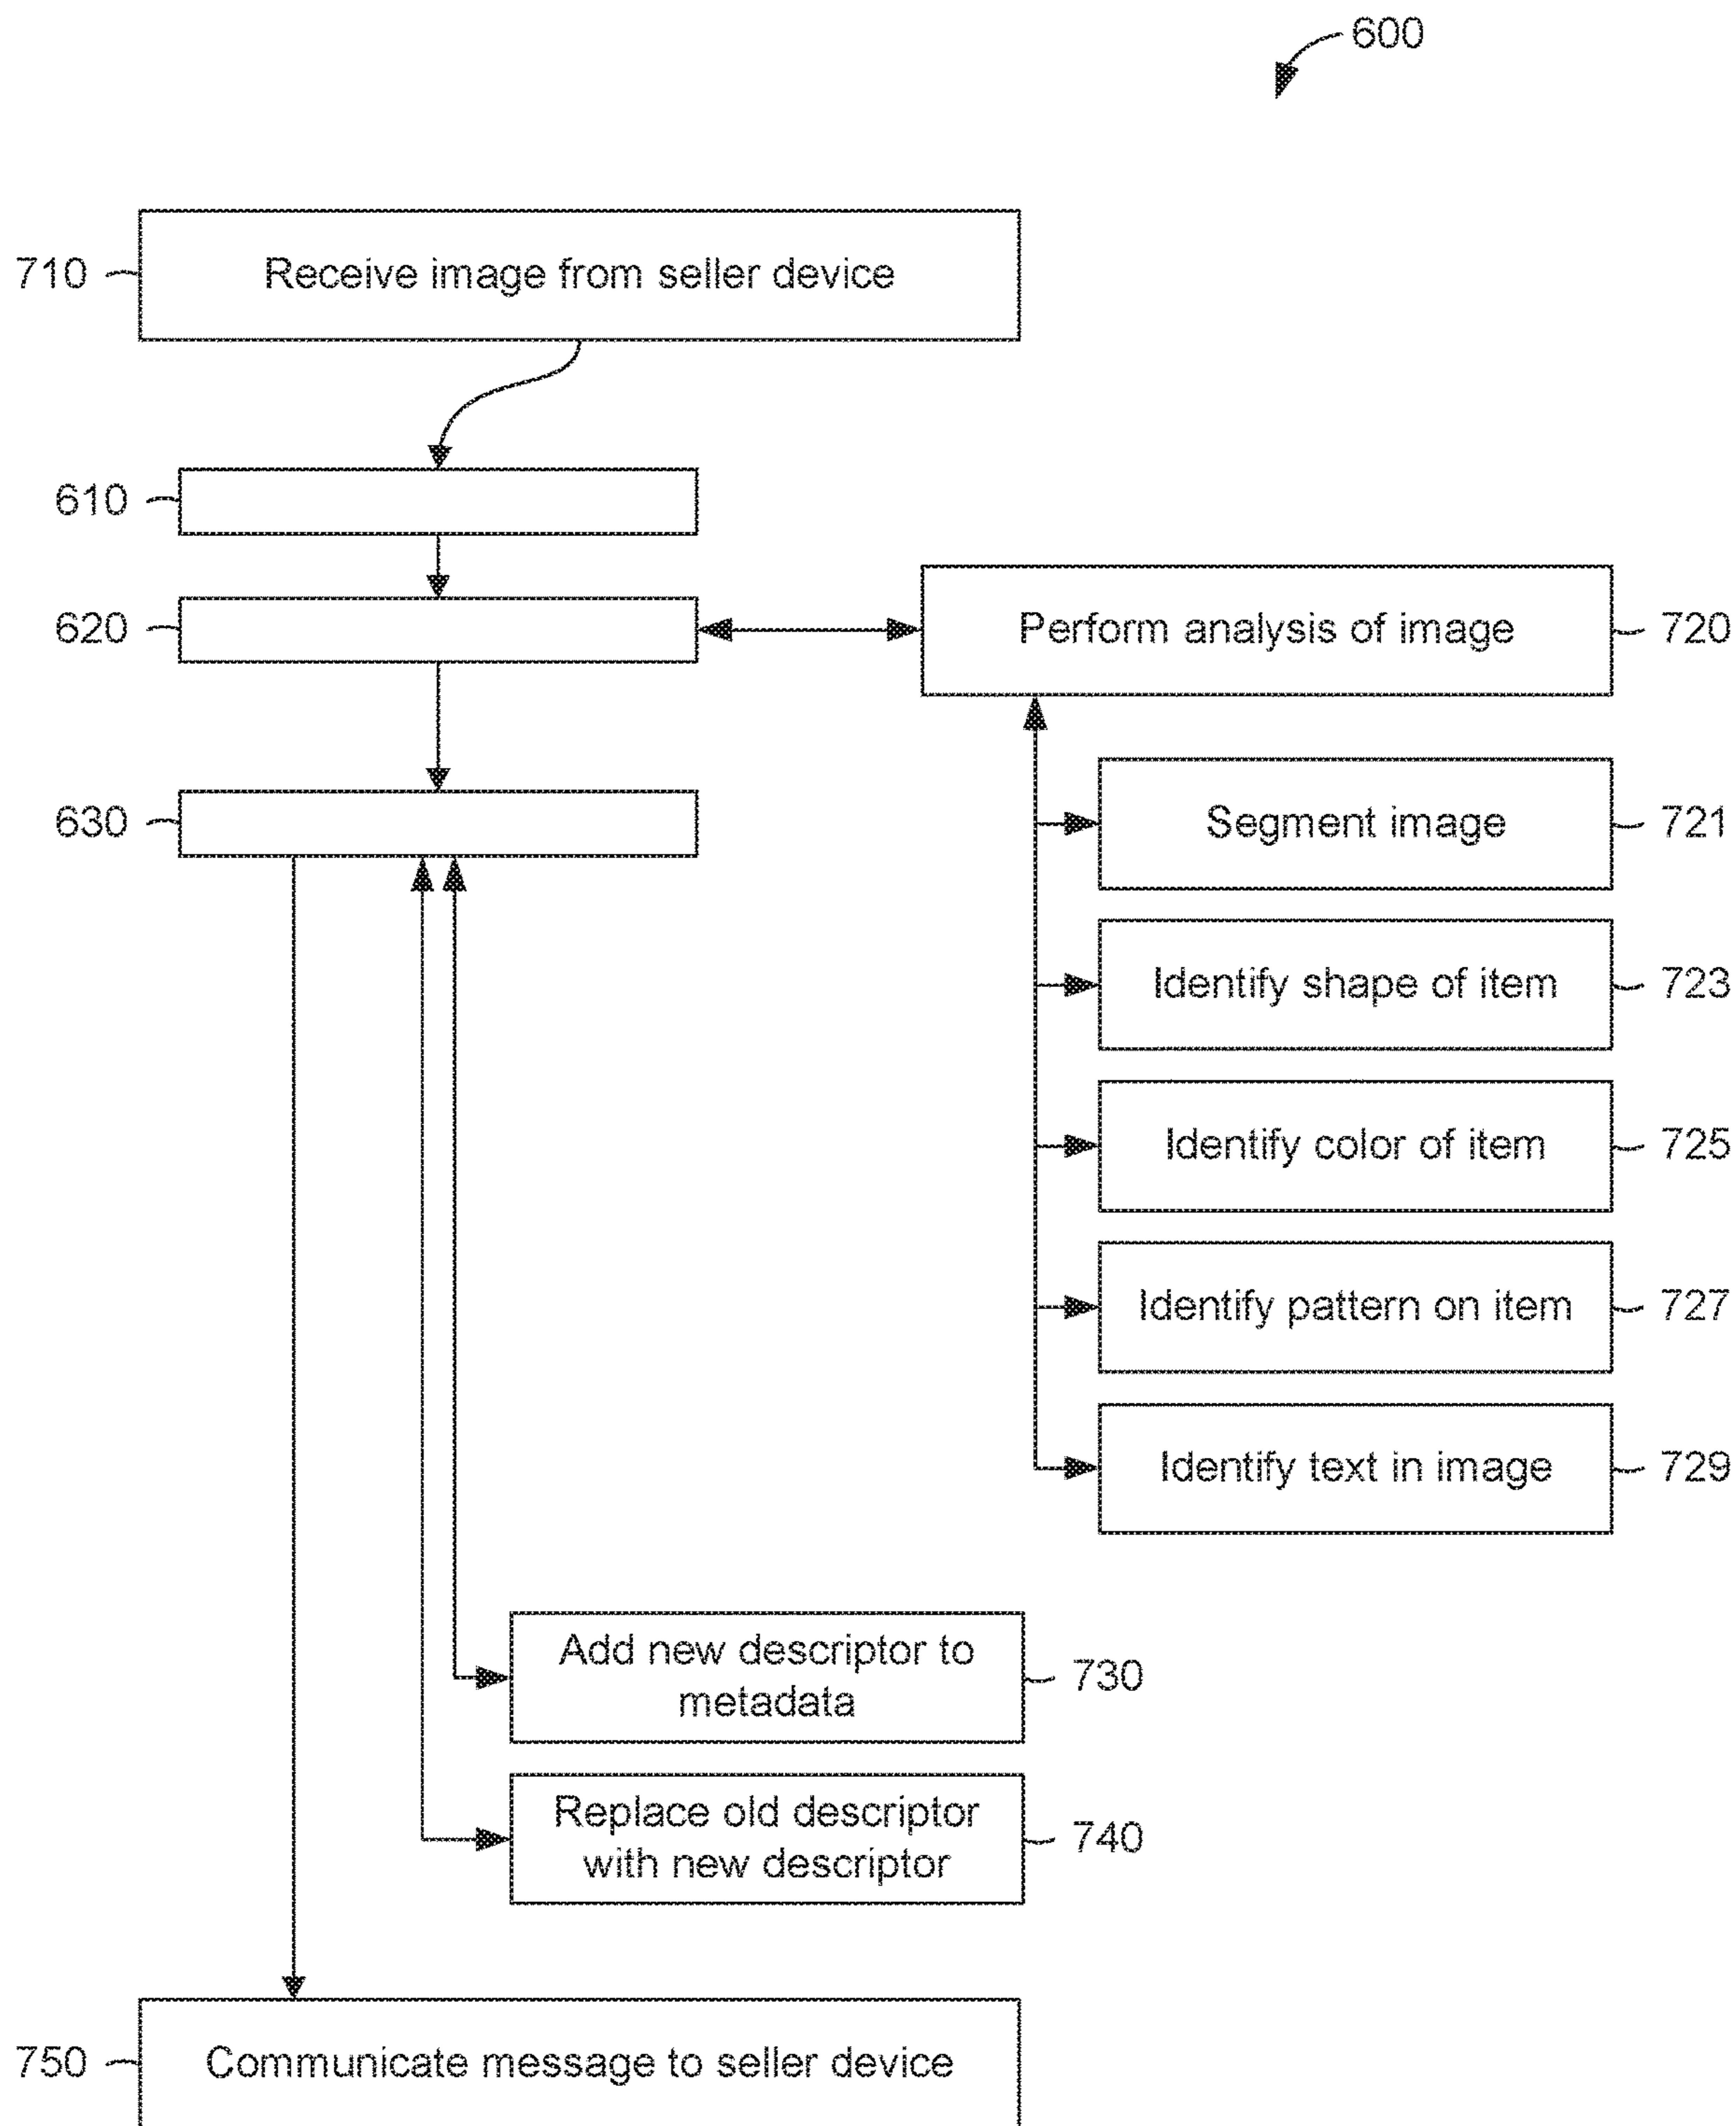 600
710
Receive image from seller device
610
620
Perform analysis of image
720
630
Segment image
721
Identify shape of item
723
Identify color of item
725
Identify pattern on item
727
Identify text in image
729
Add new descriptor to
metadata
730
Replace old descriptor
with new descriptor
740
750
Communicate message to seller device